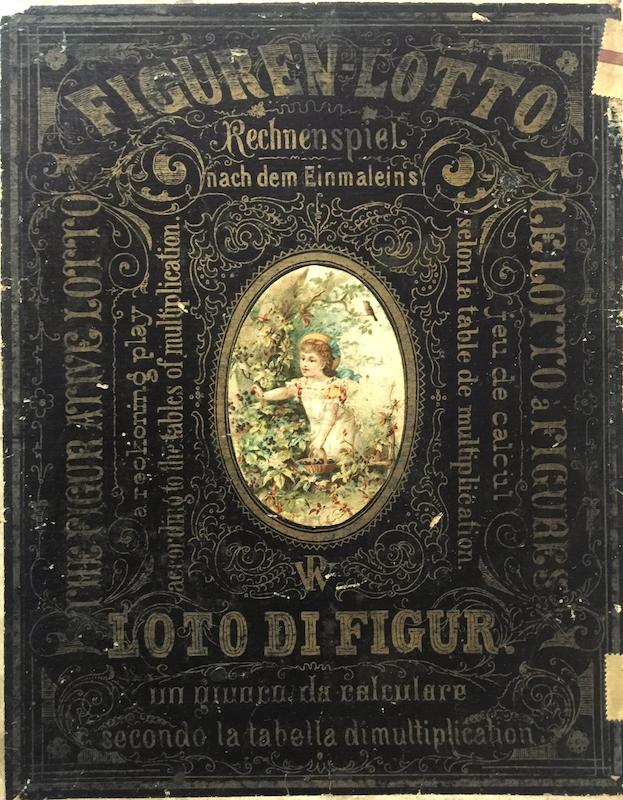 FIGUREN-LOTTO
Rechnenspiel
nach dem Einmaleins.
THE FIGURATIVE LOTTO
a reckoning play
according to the tables of multiplication.
LE LOTTO a FIGURES
jeu de calcul
selon la table de multiplication
LOTO DI FIGUR.
un giuoco da calculare
secondo la tabella di multiplication